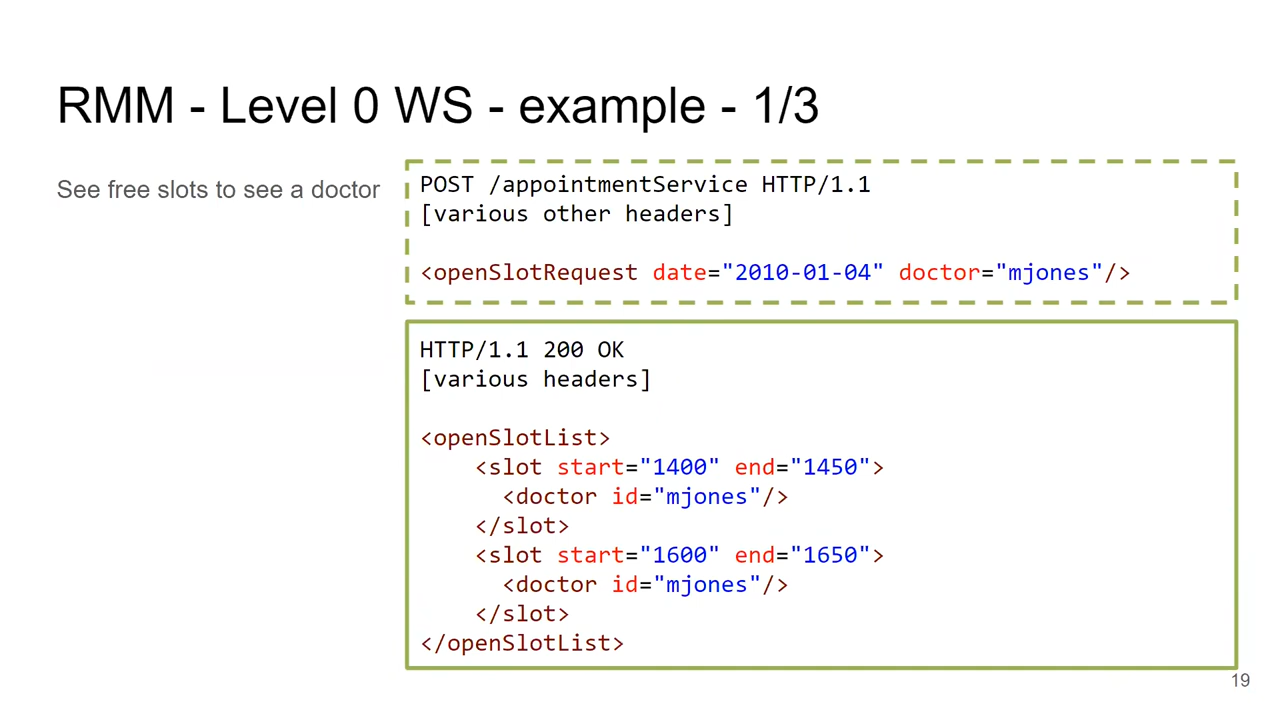 RMM - Level 0 WS - example - 1/3
See free slots to see a doctor
POST /appointmentService HTTP/1.1
[various other headers]
<openSlotRequest date="2010-01-04" doctor="mjones"/>
HTTP/1.1 200 OK
[various headers]
<openSlotList>
<slot start="1400" end="1450">
<doctor id="mjones"/>
</slot>
<slot start="1600" end="1650">
<doctor id="mjones"/>
</slot>
</openSlotList>
19